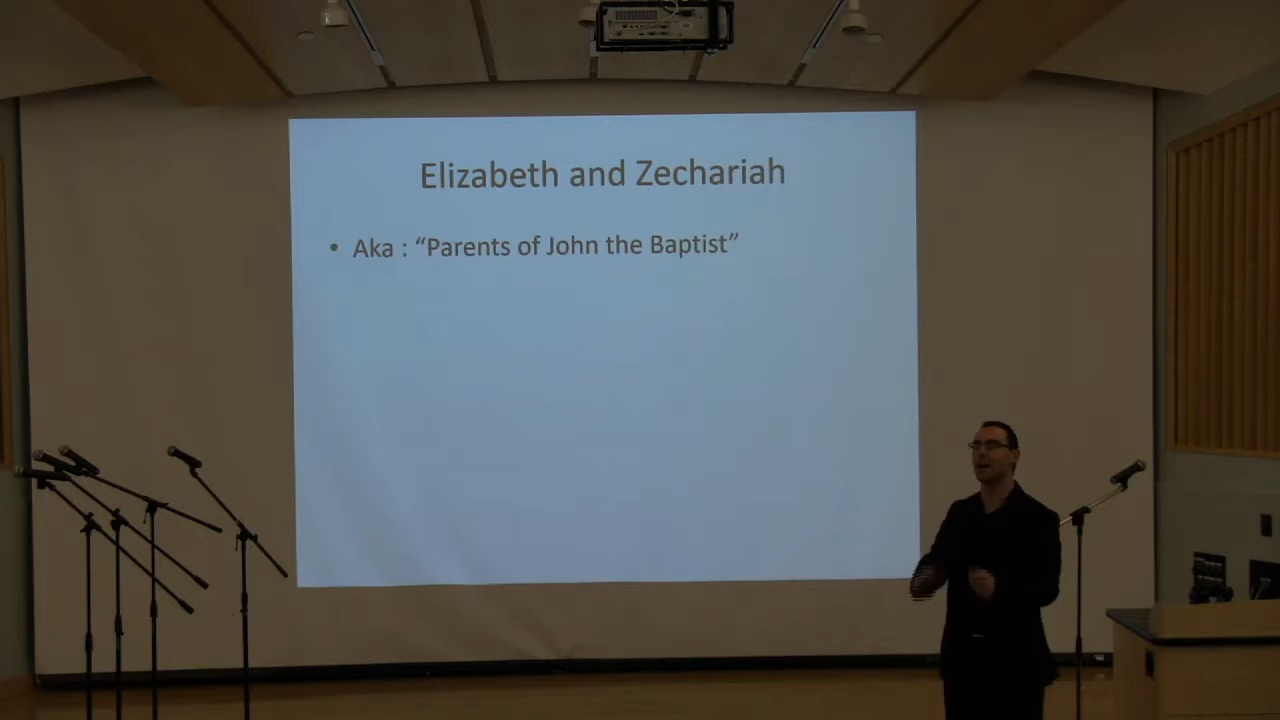 Elizabeth and Zechariah
• Aka : “Parents of John the Baptist”